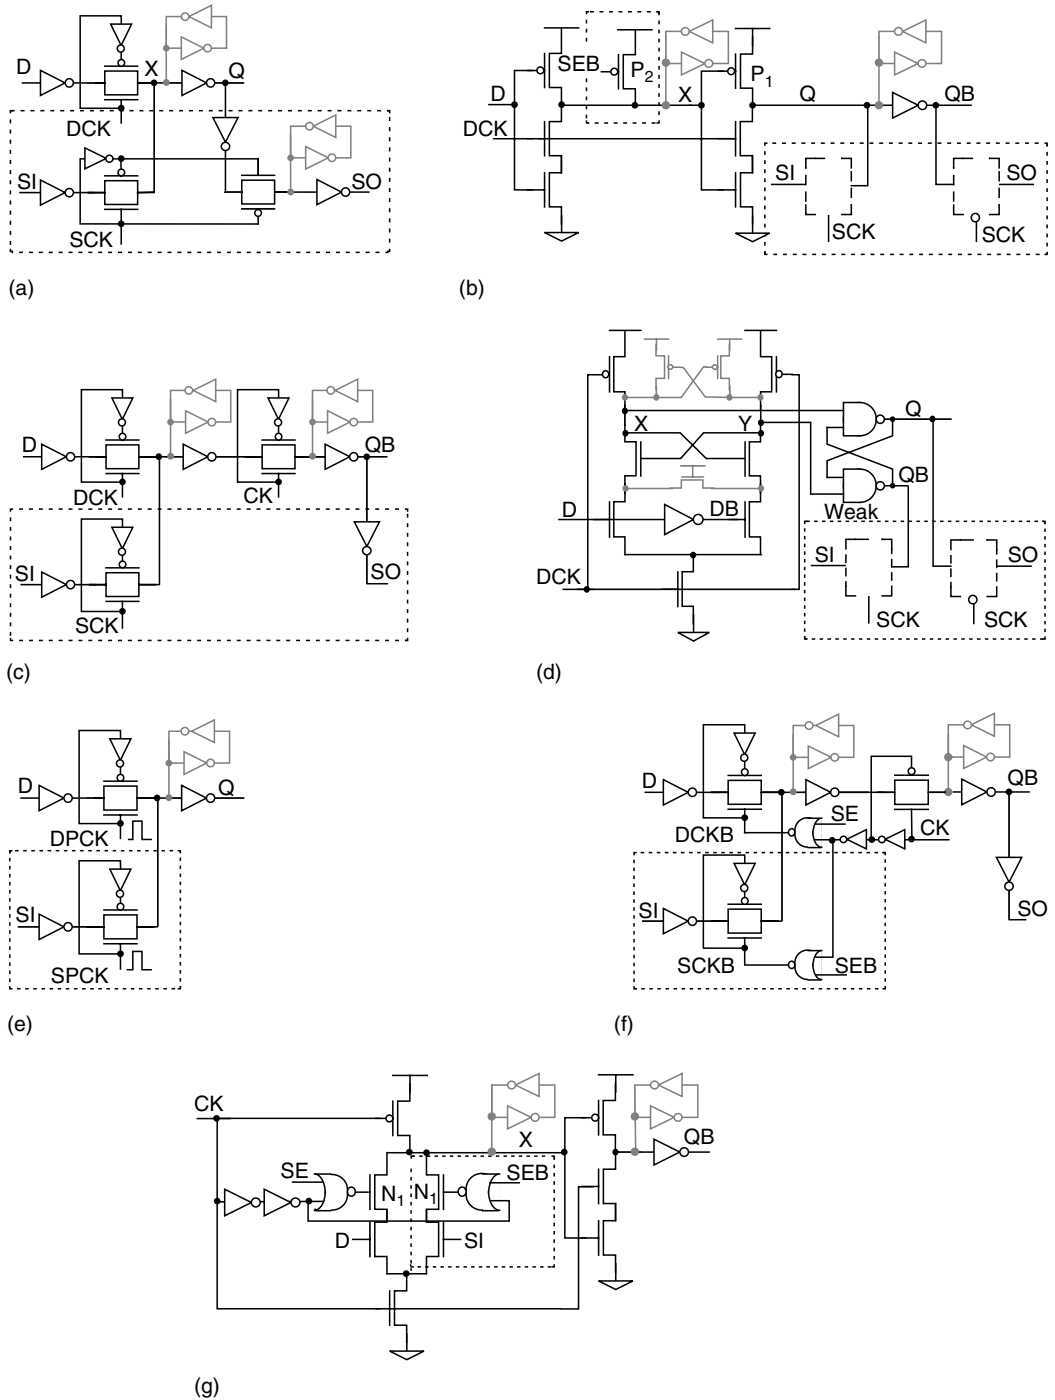 D
X
Q
DCK
SI
SO
SCK
(a)
SEB
P2
P1
D
X
Q
QB
DCK
SI
SO
SCK
SCK
(b)
D
QB
DCK
CK
SI
SO
SCK
(c)
X
Y
Q
QB
D
DB
Weak
DCK
SI
SO
SCK
SCK
(d)
D
Q
DPCK
SI
SPCK
(e)
D
QB
SE
CK
DCKB
SI
SO
SCKB
SEB
(f)
CK
X
QB
SE
SEB
N1
N1
D
SI
(g)